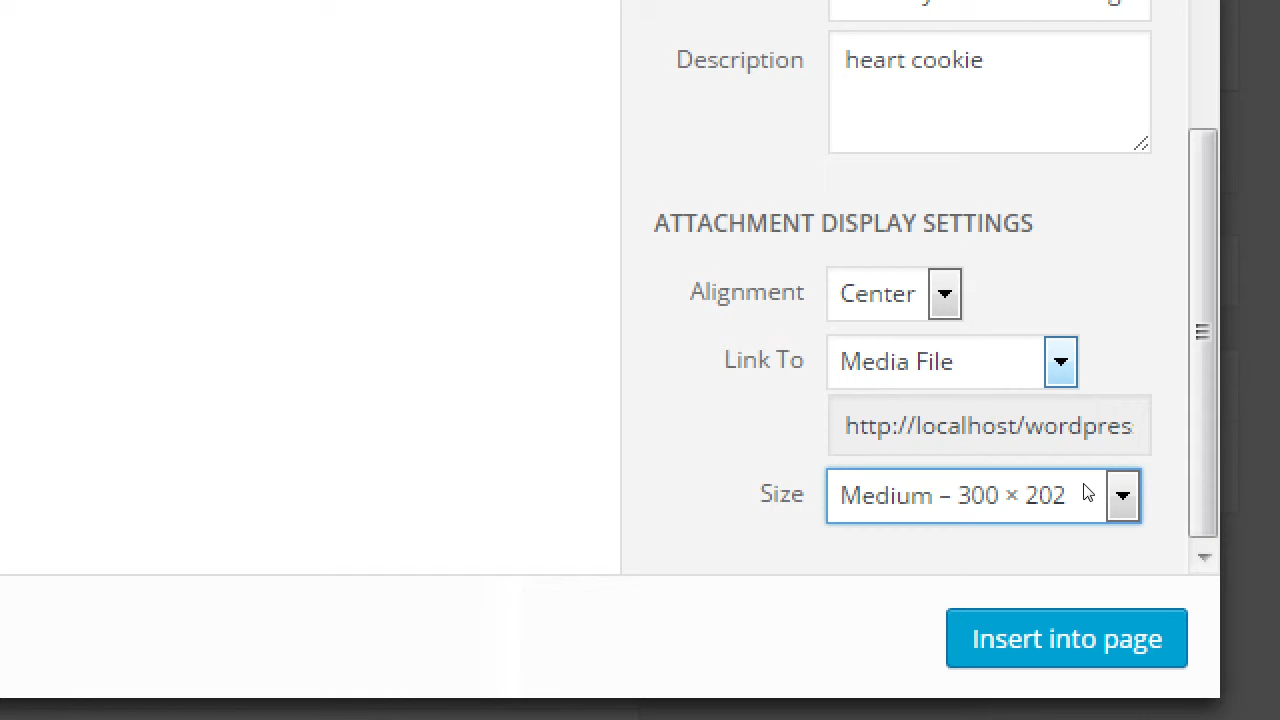 Description
heart cookie
ATTACHMENT DISPLAY SETTINGS
Alignment
Center
Link To
Media File
http://localhost/wordpres
Size
Medium – 300 × 202
Insert into page